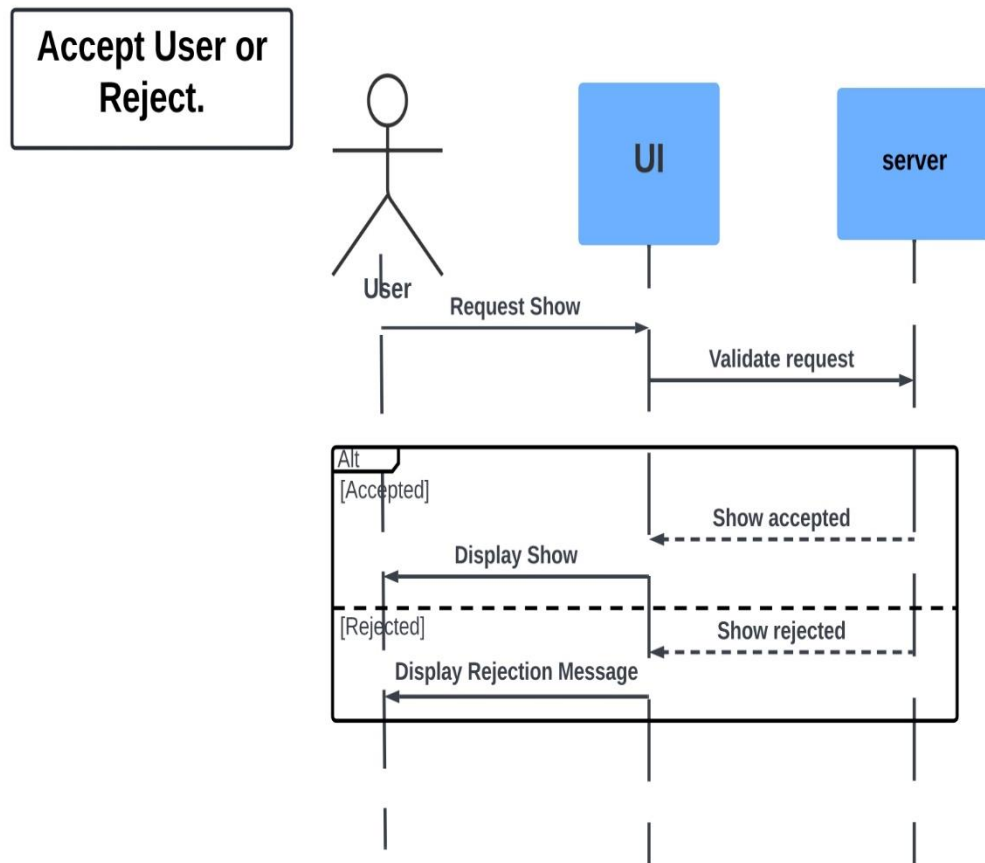 Accept User or
Reject.
UI
server
User
Request Show
Validate request
Alt
[Accepted]
Show accepted
Display Show
[Rejected]
Show rejected
Display Rejection Message